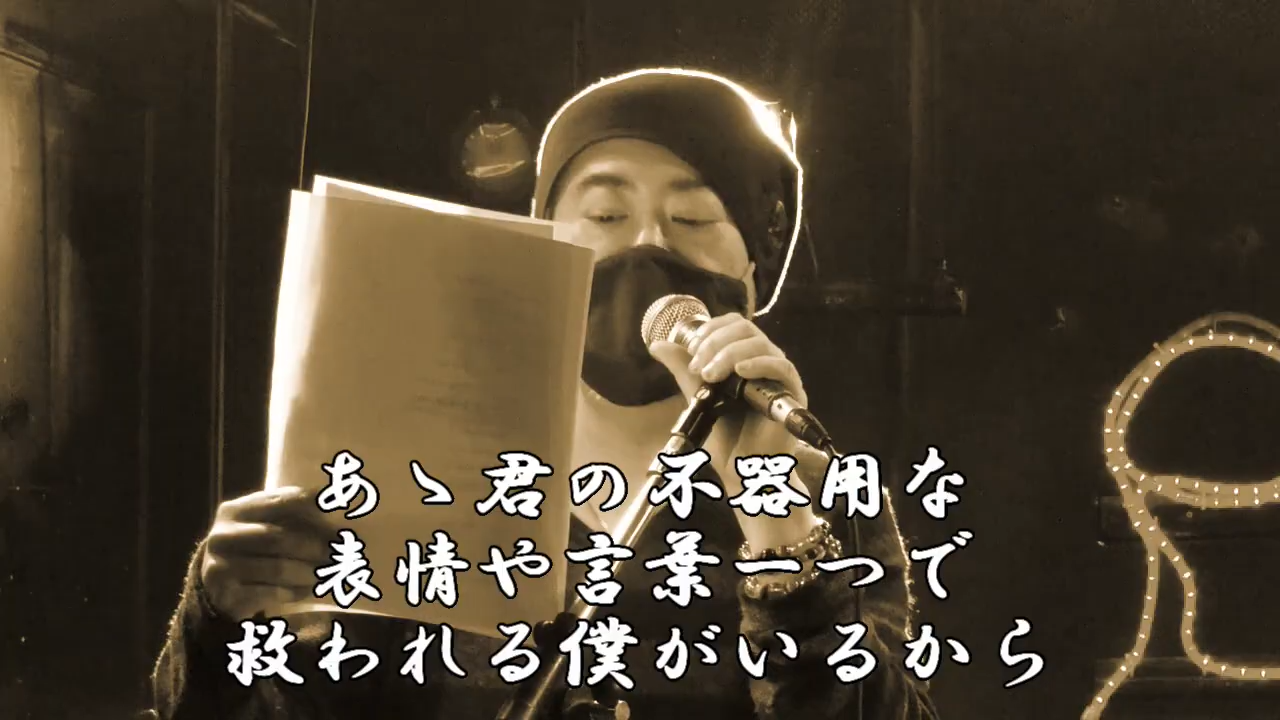 あゝ君の不器用な
表情や言葉一つで
救われる僕がいるから